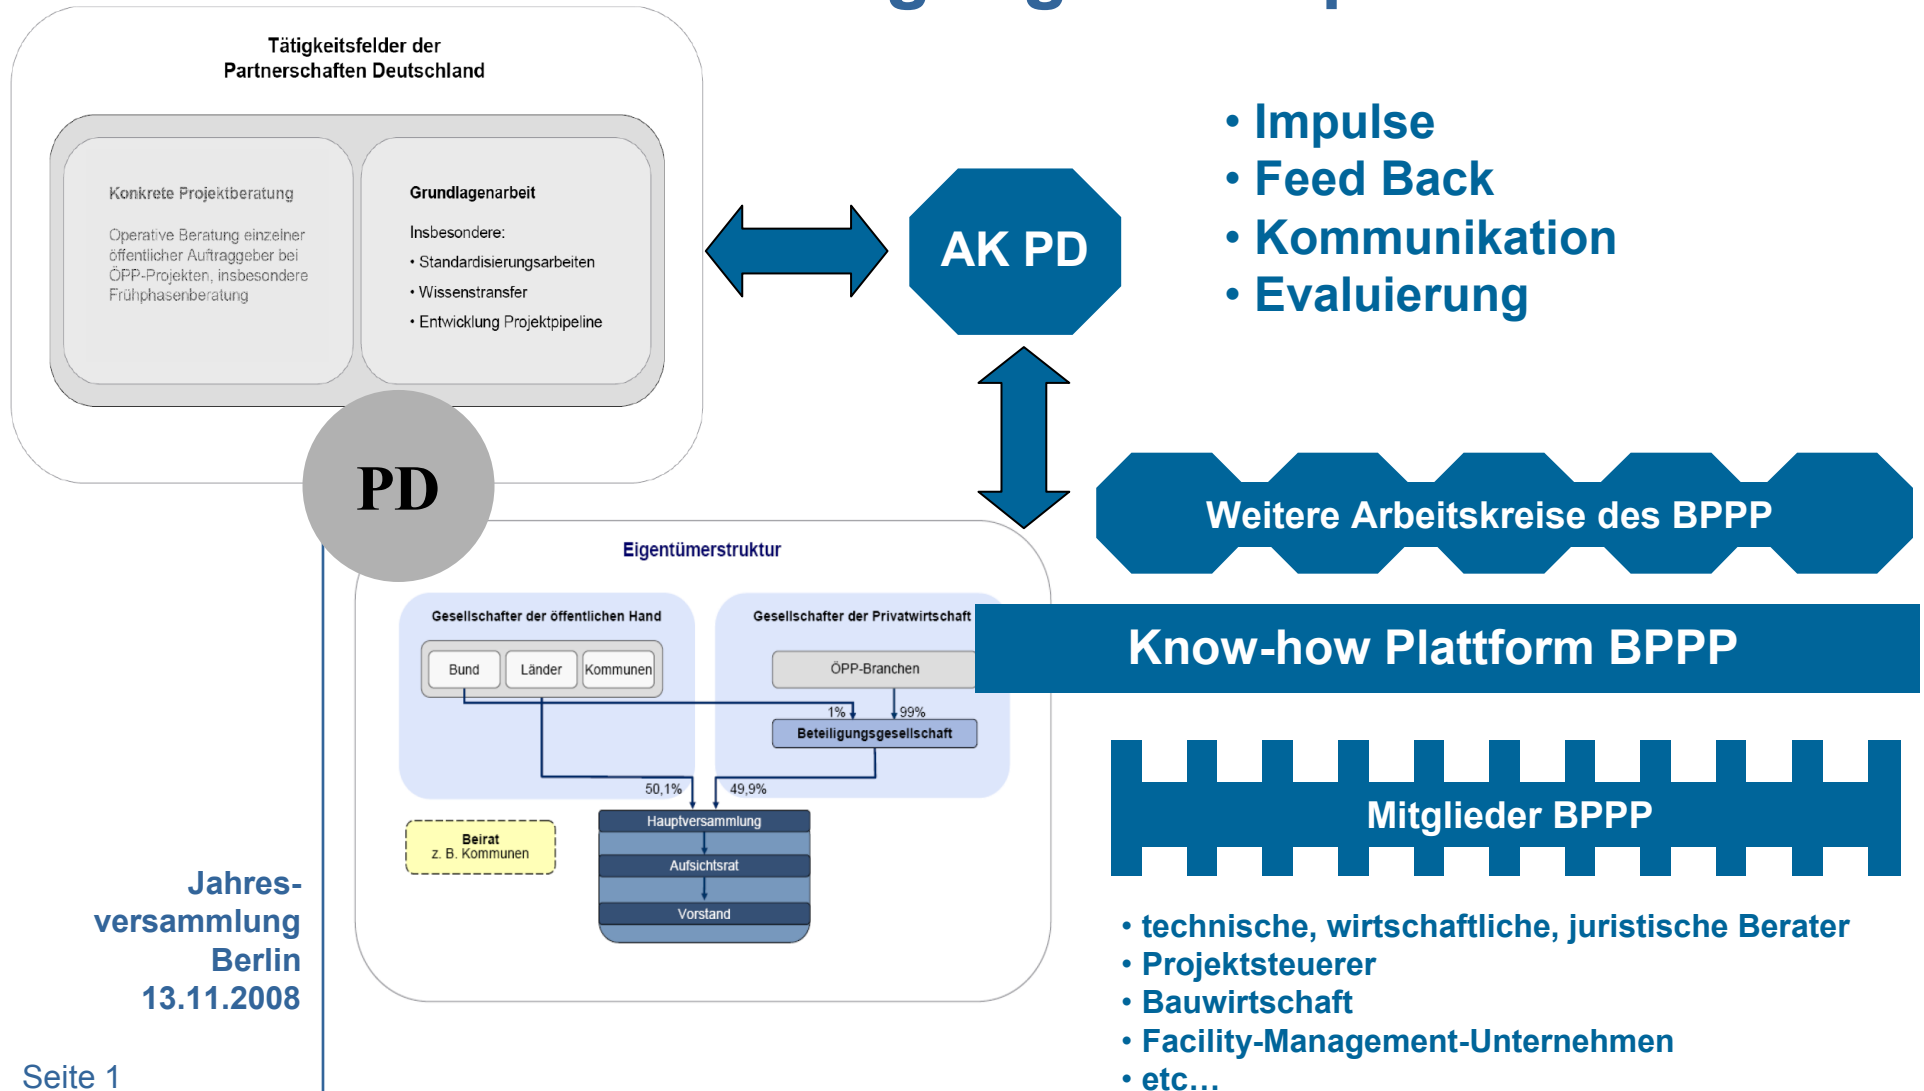 Tätigkeitsfelder der
Partnerschaften Deutschland
Konkrete Projektberatung
Operative Beratung einzelner
öffentlicher Auftraggeber bei
ÖPP-Projekten, insbesondere
Frühphasenberatung
Grundlagenarbeit
Insbesondere:
• Standardisierungsarbeiten
• Wissenstransfer
• Entwicklung Projektpipeline
PD
AK PD
• Impulse
• Feed Back
• Kommunikation
• Evaluierung
Weitere Arbeitskreise des BPPP
Know-how Plattform BPPP
Mitglieder BPPP
• technische, wirtschaftliche, juristische Berater
• Projektsteuerer
• Bauwirtschaft
• Facility-Management-Unternehmen
• etc…
Eigentümerstruktur
Gesellschafter der öffentlichen Hand
Bund Länder Kommunen
Gesellschafter der Privatwirtschaft
ÖPP-Branchen
1% 99%
Beteiligungsgesellschaft
50,1% 49,9%
Hauptversammlung
Aufsichtsrat
Vorstand
Beirat
z. B. Kommunen
Jahres-
versammlung
Berlin
13.11.2008
Seite 1